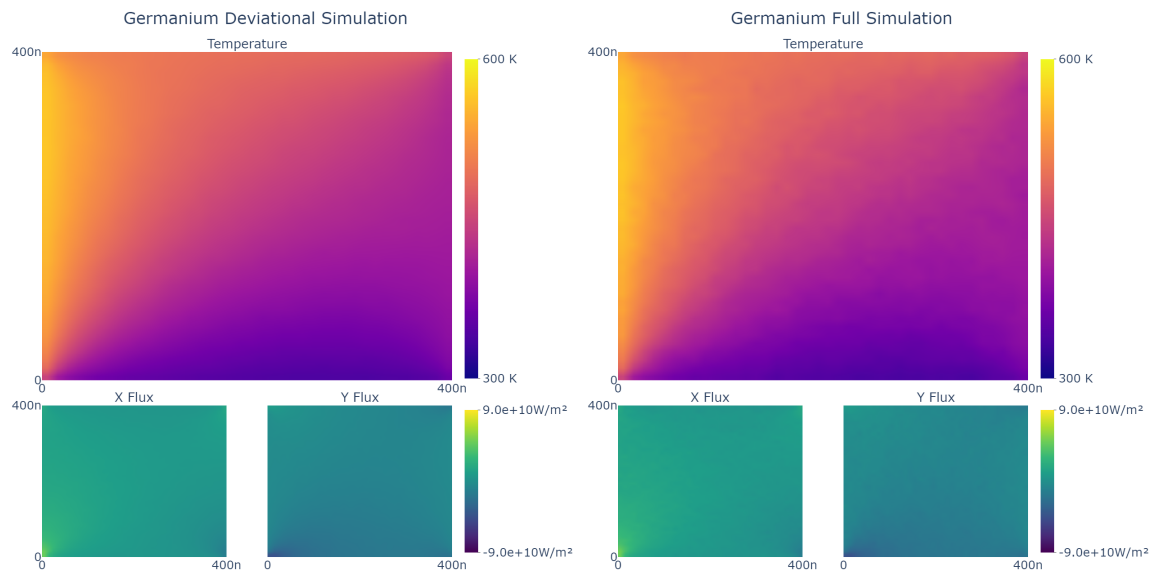 Germanium Deviational Simulation
Temperature
400n
0
0
400n
600 K
300 K
X Flux
400n
0
0
400n
Y Flux
0
400n
9.0e+10W/m²
-9.0e+10W/m²
Germanium Full Simulation
Temperature
400n
0
0
400n
600 K
300 K
X Flux
400n
0
0
400n
Y Flux
0
400n
9.0e+10W/m²
-9.0e+10W/m²